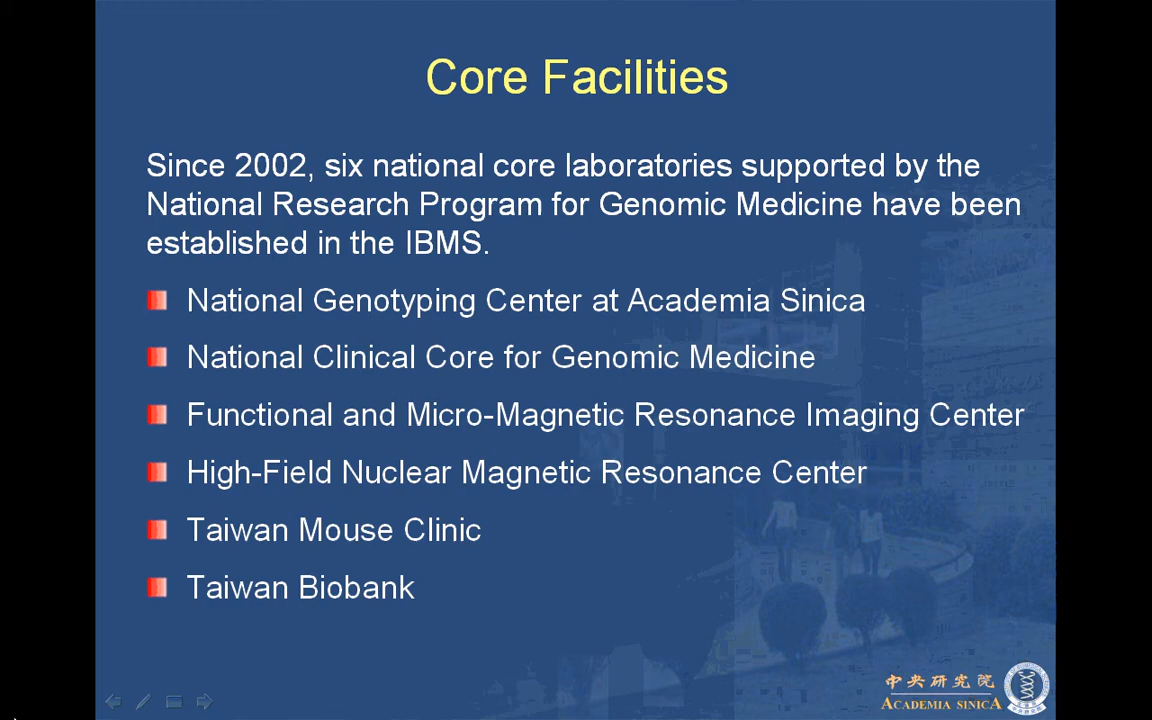 Core Facilities
Since 2002, six national core laboratories supported by the
National Research Program for Genomic Medicine have been
established in the IBMS.
National Genotyping Center at Academia Sinica
National Clinical Core for Genomic Medicine
Functional and Micro-Magnetic Resonance Imaging Center
High-Field Nuclear Magnetic Resonance Center
Taiwan Mouse Clinic
Taiwan Biobank
中央研究院
ACADEMIA SINICA